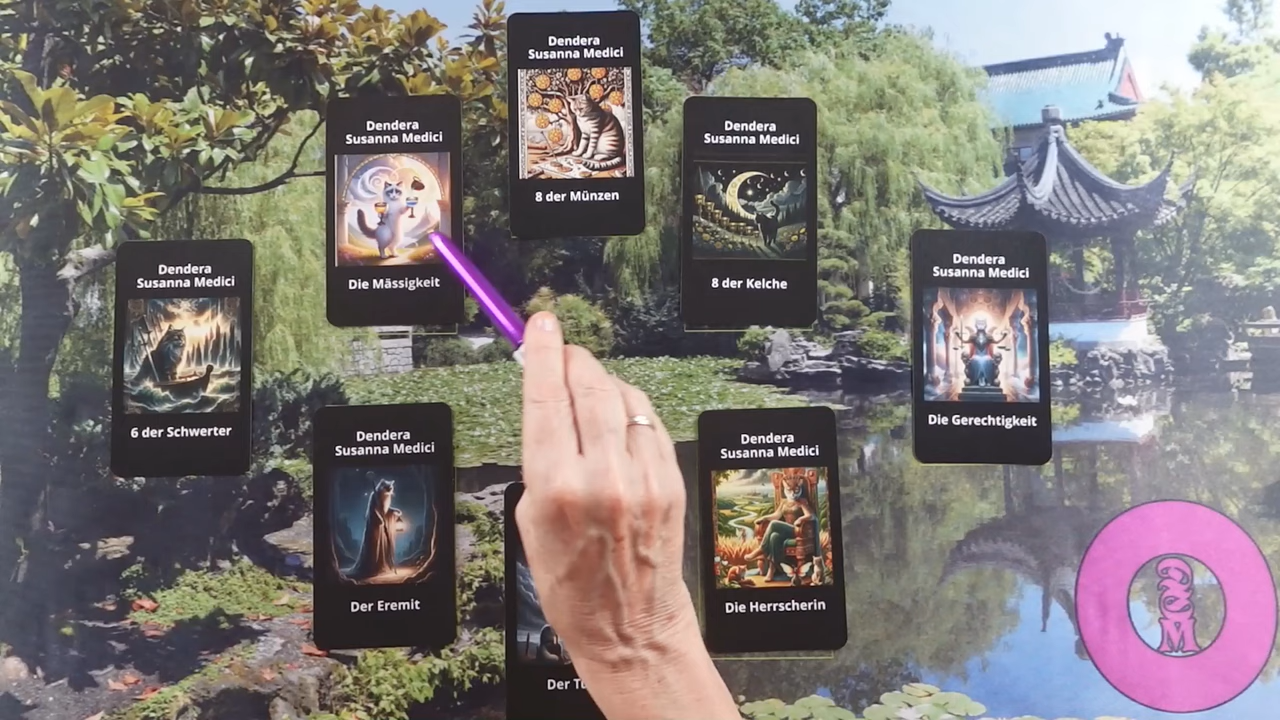 Dendera
Susanna Medici
8 der Münzen
Dendera
Susanna Medici
Die Mässigkeit
Dendera
Susanna Medici
8 der Kelche
Dendera
Susanna Medici
6 der Schwerter
Dendera
Susanna Medici
Die Gerechtigkeit
Dendera
Susanna Medici
Der Eremit
Dendera
Susanna Medici
Die Herrscherin
Der